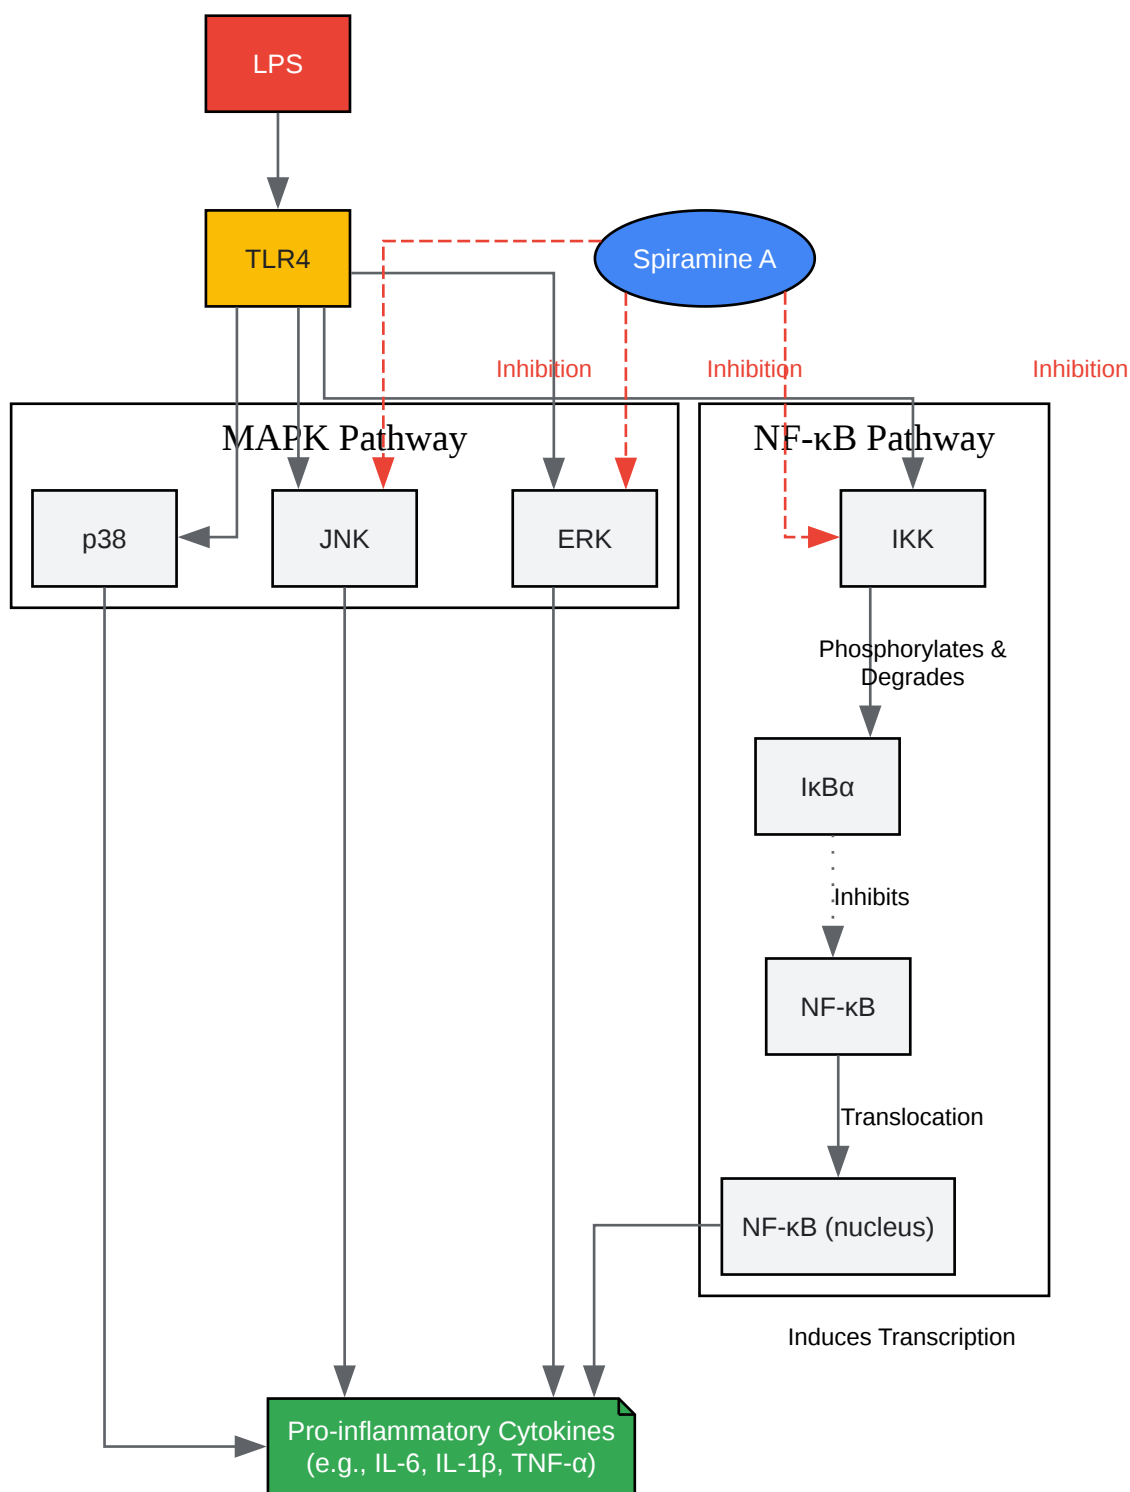 LPS
TLR4
Spiramine A
Inhibition
Inhibition
Inhibition
MAPK Pathway
NF-κB Pathway
p38
JNK
ERK
IKK
Phosphorylates &
Degrades
IκBα
Inhibits
NF-κB
Translocation
NF-κB (nucleus)
Induces Transcription
Pro-inflammatory Cytokines
(e.g., IL-6, IL-1β, TNF-α)